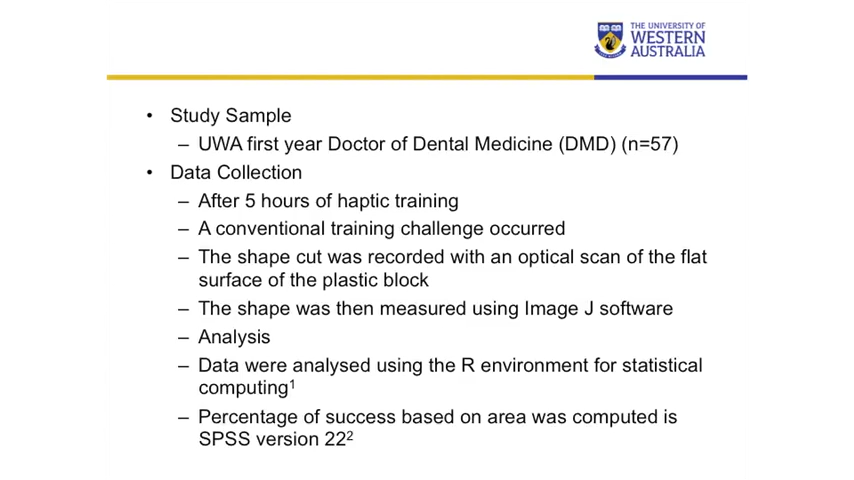 THE UNIVERSITY OF
WESTERN
AUSTRALIA
• Study Sample
– UWA first year Doctor of Dental Medicine (DMD) (n=57)
• Data Collection
– After 5 hours of haptic training
– A conventional training challenge occurred
– The shape cut was recorded with an optical scan of the flat
surface of the plastic block
– The shape was then measured using Image J software
– Analysis
– Data were analysed using the R environment for statistical
computing¹
– Percentage of success based on area was computed is
SPSS version 22²